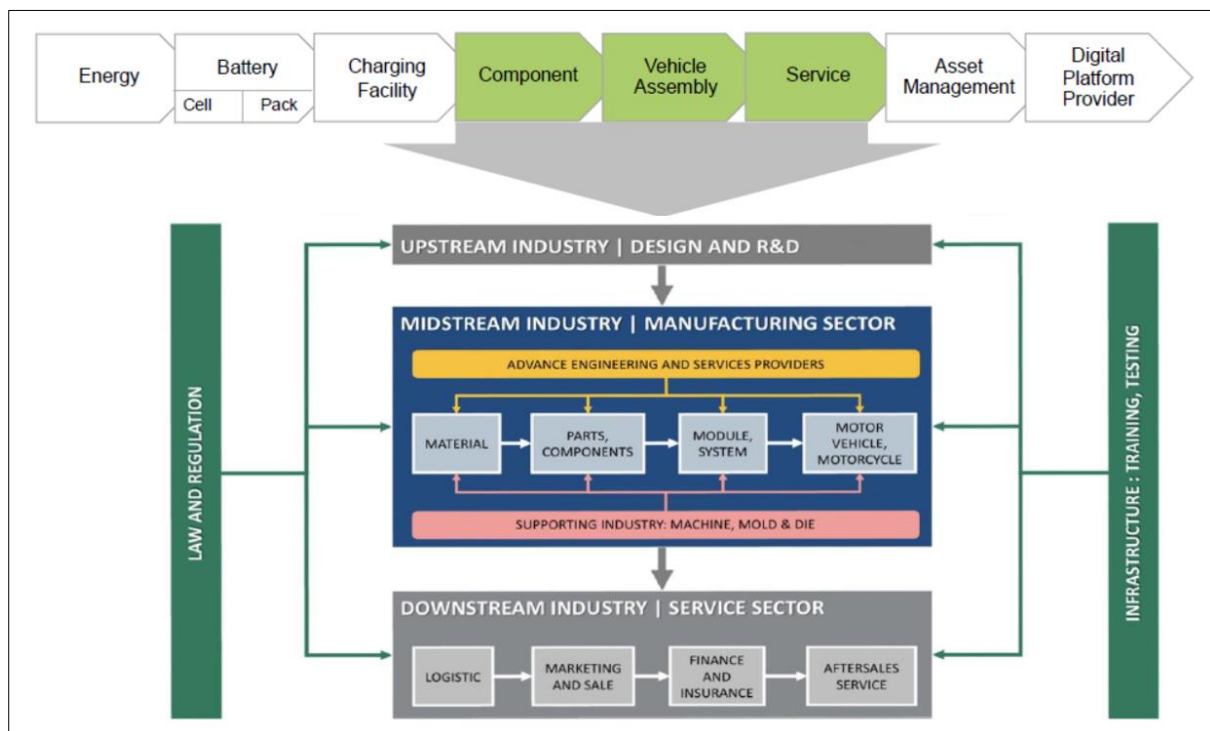 Energy
Battery
Cell
Pack
Charging
Facility
Component
Vehicle
Assembly
Service
Asset
Management
Digital
Platform
Provider
LAW AND REGULATION
UPSTREAM INDUSTRY | DESIGN AND R&D
MIDSTREAM INDUSTRY | MANUFACTURING SECTOR
ADVANCE ENGINEERING AND SERVICES PROVIDERS
MATERIAL
PARTS,
COMPONENTS
MODULE,
SYSTEM
MOTOR
VEHICLE,
MOTORCYCLE
SUPPORTING INDUSTRY: MACHINE, MOLD & DIE
DOWNSTREAM INDUSTRY | SERVICE SECTOR
LOGISTIC
MARKETING
AND SALE
FINANCE
AND
INSURANCE
AFTERSALES
SERVICE
INFRASTRUCTURE : TRAINING, TESTING